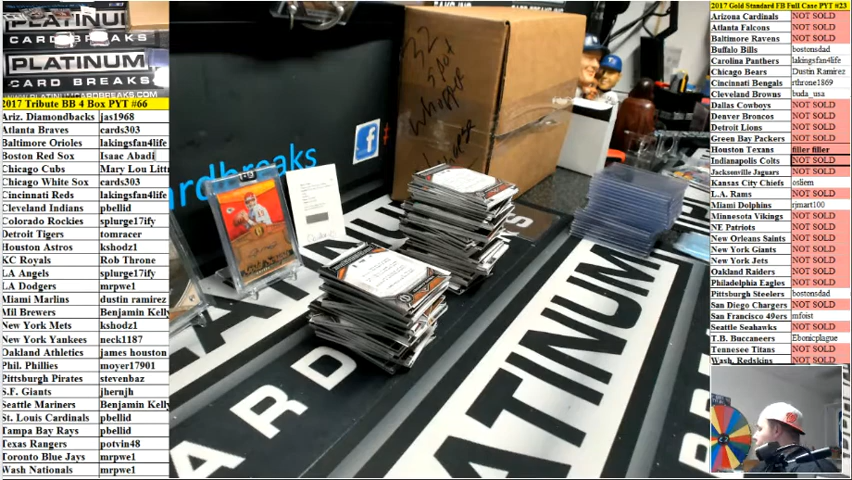 PLATINUM
PLATINUM
CARD BREAKS
2017 Tribute BB 4 Box PYT #66
Ariz. Diamondbacks jas1968
Atlanta Braves cards303
Baltimore Orioles lakingsfan4life
Boston Red Sox Isaac Abadi
Chicago Cubs Mary Lou Litt
Chicago White Sox cards303
Cincinnati Reds lakingsfan4life
Cleveland Indians pbellid
Colorado Rockies splurge17ify
Detroit Tigers tomracer
Houston Astros kshodz1
KC Royals Rob Throne
LA Angels splurge17ify
LA Dodgers mrpwe1
Miami Marlins dustin ramirez
Mil Brewers Benjamin Kelly
New York Mets kshodz1
New York Yankees neck1187
Oakland Athletics james houston
Phil. Phillies moyer17901
Pittsburgh Pirates stevenbaz
S.F. Giants jhernjh
Seattle Mariners Benjamin Kelly
St. Louis Cardinals pbellid
Tampa Bay Rays pbellid
Texas Rangers potvin48
Toronto Blue Jays mrpwe1
Wash Nationals mrpwe1
32
spot
whopper
ardbreaks
f
CARD
ATINUM
2017 Gold Standard FB Full Case PYT #23
Arizona Cardinals NOT SOLD
Atlanta Falcons NOT SOLD
Baltimore Ravens NOT SOLD
Buffalo Bills bostonsdad
Carolina Panthers lakingsfan4life
Chicago Bears Dustin Ramirez
Cincinnati Bengals rthrone1869
Cleveland Browns buda_usa
Dallas Cowboys NOT SOLD
Denver Broncos NOT SOLD
Detroit Lions NOT SOLD
Green Bay Packers NOT SOLD
Houston Texans filler filler
Indianapolis Colts NOT SOLD
Jacksonville Jaguars NOT SOLD
Kansas City Chiefs osliem
L.A. Rams NOT SOLD
Miami Dolphins rjmart100
Minnesota Vikings NOT SOLD
NE Patriots NOT SOLD
New Orleans Saints NOT SOLD
New York Giants NOT SOLD
New York Jets NOT SOLD
Oakland Raiders NOT SOLD
Philadelphia Eagles NOT SOLD
Pittsburgh Steelers bostonsdad
San Diego Chargers NOT SOLD
San Francisco 49ers mfoist
Seattle Seahawks NOT SOLD
T.B. Buccaneers Ebonicplague
Tennesee Titans NOT SOLD
Wash. Redskins NOT SOLD